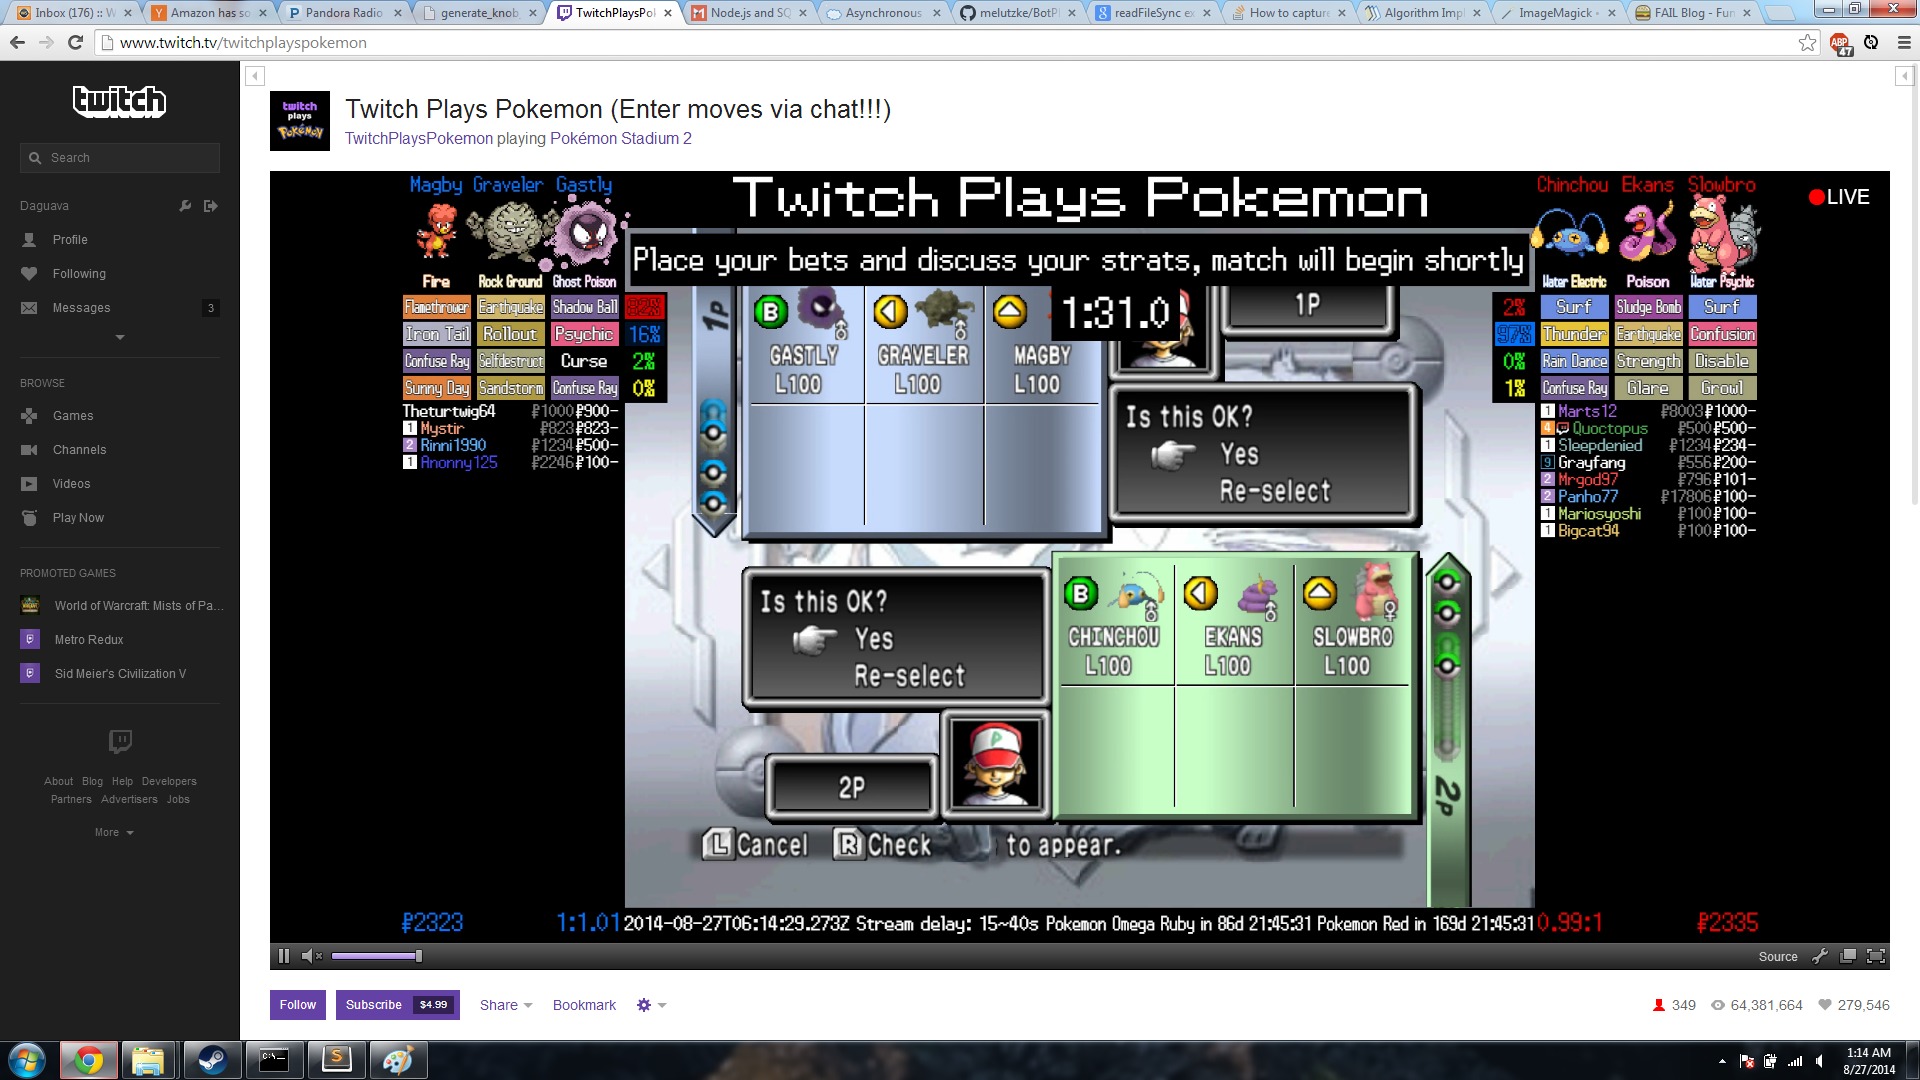 Inbox (176) :: W
Amazon has so
Pandora Radio
generate_knob.
TwitchPlaysPok
Node.js and SQ
Asynchronous
melutzke/BotPl
readFileSync ex
How to capture
Algorithm Impl
ImageMagick •
FAIL Blog - Fun
www.twitch.tv/twitchplayspokemon
ABP
47
twitch
Search
Daguava
Profile
Following
Messages 3
BROWSE
Games
Channels
Videos
Play Now
PROMOTED GAMES
World of Warcraft: Mists of Pa...
Metro Redux
Sid Meier's Civilization V
About Blog Help Developers
Partners Advertisers Jobs
More
twitch
plays
POKéMON
Twitch Plays Pokemon (Enter moves via chat!!!)
TwitchPlaysPokemon playing Pokémon Stadium 2
Magby Graveler Gastly
Twitch Plays Pokemon
Chinchou Ekans Slowbro
LIVE
Place your bets and discuss your strats, match will begin shortly
1:31.0
Fire Rock Ground Ghost Poison
Flamethrower Earthquake Shadow Ball
Iron Tail Rollout Psychic 16%
Confuse Ray Selfdestruct Curse 2%
Sunny Day Sandstorm Confuse Ray 0%
Theturtwig64 ₽1000₽900-
1 Mystir ₽823₽823-
2 Rinni1990 ₽1234₽500-
1 Anonny125 ₽2246₽100-
Water Electric Poison Water Psychic
2% Surf Sludge Bomb Surf
97% Thunder Earthquake Confusion
0% Rain Dance Strength Disable
1% Confuse Ray Glare Growl
1 Marts12 ₽8003₽1000-
4 Quoctopus ₽500₽500-
1 Sleepdenied ₽1234₽234-
9 Grayfang ₽556₽200-
2 Mrgod97 ₽796₽101-
2 Panho77 ₽17806₽100-
1 Mariosyoshi ₽100₽100-
1 Bigcat94 ₽100₽100-
1P
B
GASTLY GRAVELER MAGBY
L100 L100 L100
1P
Is this OK?
Yes
Re-select
Is this OK?
Yes
Re-select
B
CHINCHOU EKANS SLOWBRO
L100 L100 L100
2P
2P
L Cancel R Check to appear.
₽2323 1:1.01 2014-08-27T06:14:29.273Z Stream delay: 15~40s Pokemon Omega Ruby in 86d 21:45:31 Pokemon Red in 169d 21:45:31 0.99:1 ₽2335
Source
Follow
Subscribe $4.99
Share
Bookmark
349 64,381,664 279,546
1:14 AM
8/27/2014